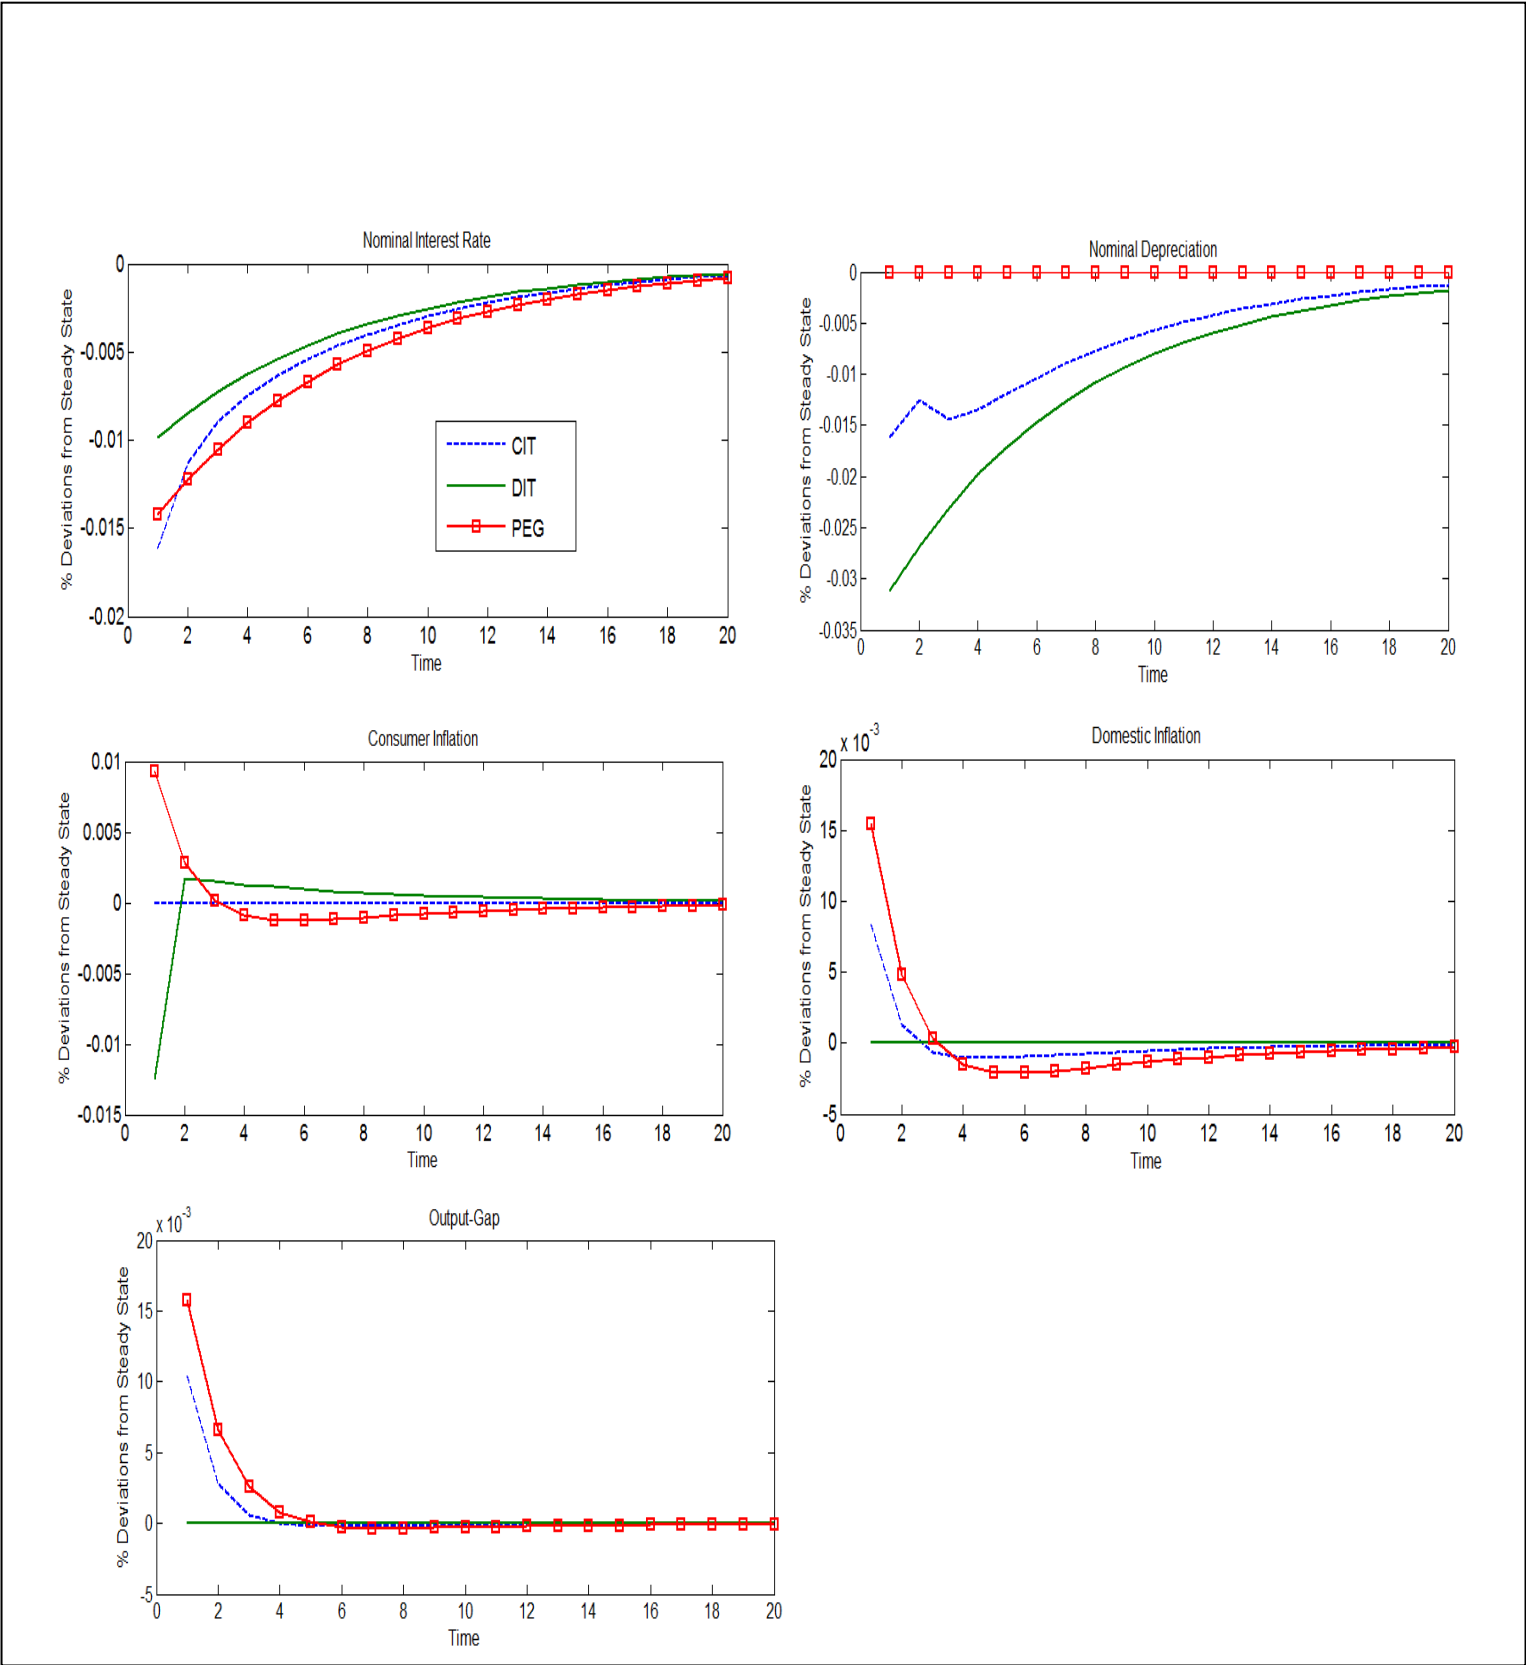 Nominal Interest Rate
% Deviations from Steady State
0
-0.005
-0.01
-0.015
-0.02
0 2 4 6 8 10 12 14 16 18 20
Time
CIT
DIT
PEG
Nominal Depreciation
% Deviations from Steady State
0
-0.005
-0.01
-0.015
-0.02
-0.025
-0.03
-0.035
0 2 4 6 8 10 12 14 16 18 20
Time
Consumer Inflation
% Deviations from Steady State
0.01
0.005
0
-0.005
-0.01
-0.015
0 2 4 6 8 10 12 14 16 18 20
Time
Domestic Inflation
x 10-3
% Deviations from Steady State
20
15
10
5
0
-5
0 2 4 6 8 10 12 14 16 18 20
Time
Output-Gap
x 10-3
% Deviations from Steady State
20
15
10
5
0
-5
0 2 4 6 8 10 12 14 16 18 20
Time